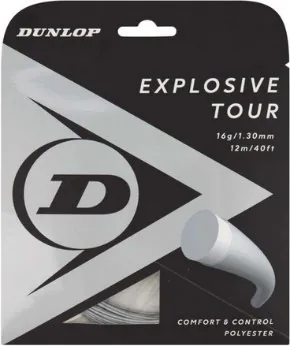 DUNLOP
EXPLOSIVE
TOUR
16g/1.30mm
12m/40ft
D
COMFORT & CONTROL
POLYESTER